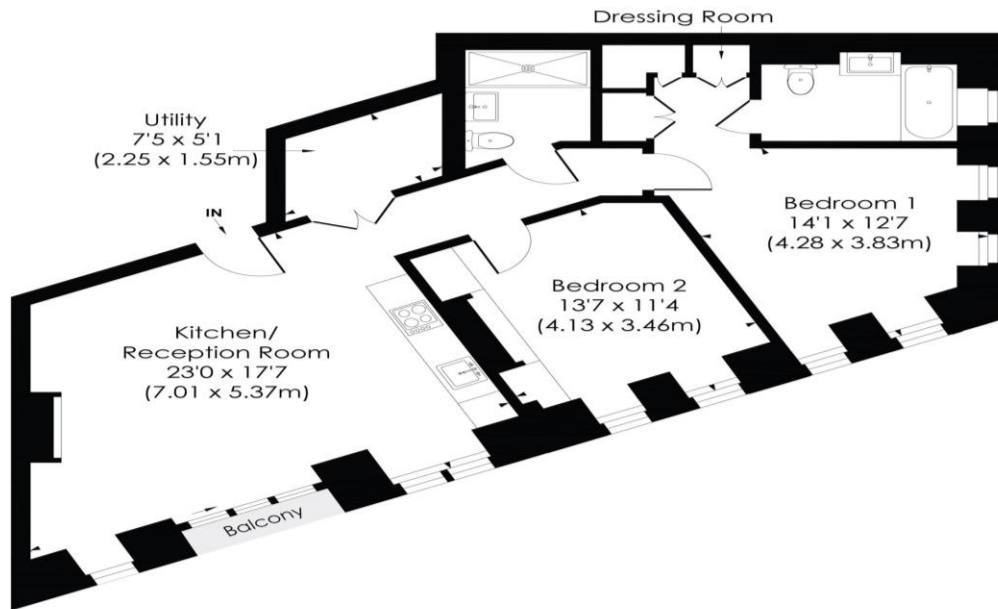 Dressing Room
Utility
7'5 x 5'1
(2.25 x 1.55m)
IN
Bedroom 1
14'1 x 12'7
(4.28 x 3.83m)
Bedroom 2
13'7 x 11'4
(4.13 x 3.46m)
Kitchen/
Reception Room
23'0 x 17'7
(7.01 x 5.37m)
Balcony